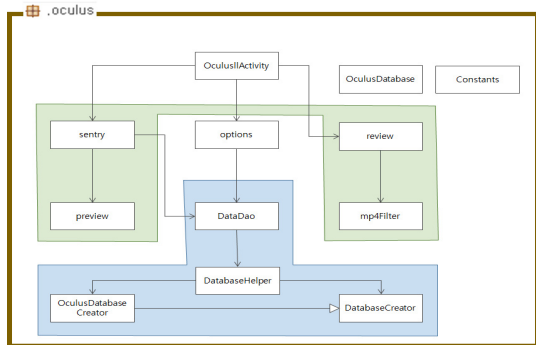 .oculus
OculusIIActivity
OculusDatabase
Constants
sentry
options
review
preview
DataDao
mp4Filter
DatabaseHelper
OculusDatabase
Creator
DatabaseCreator